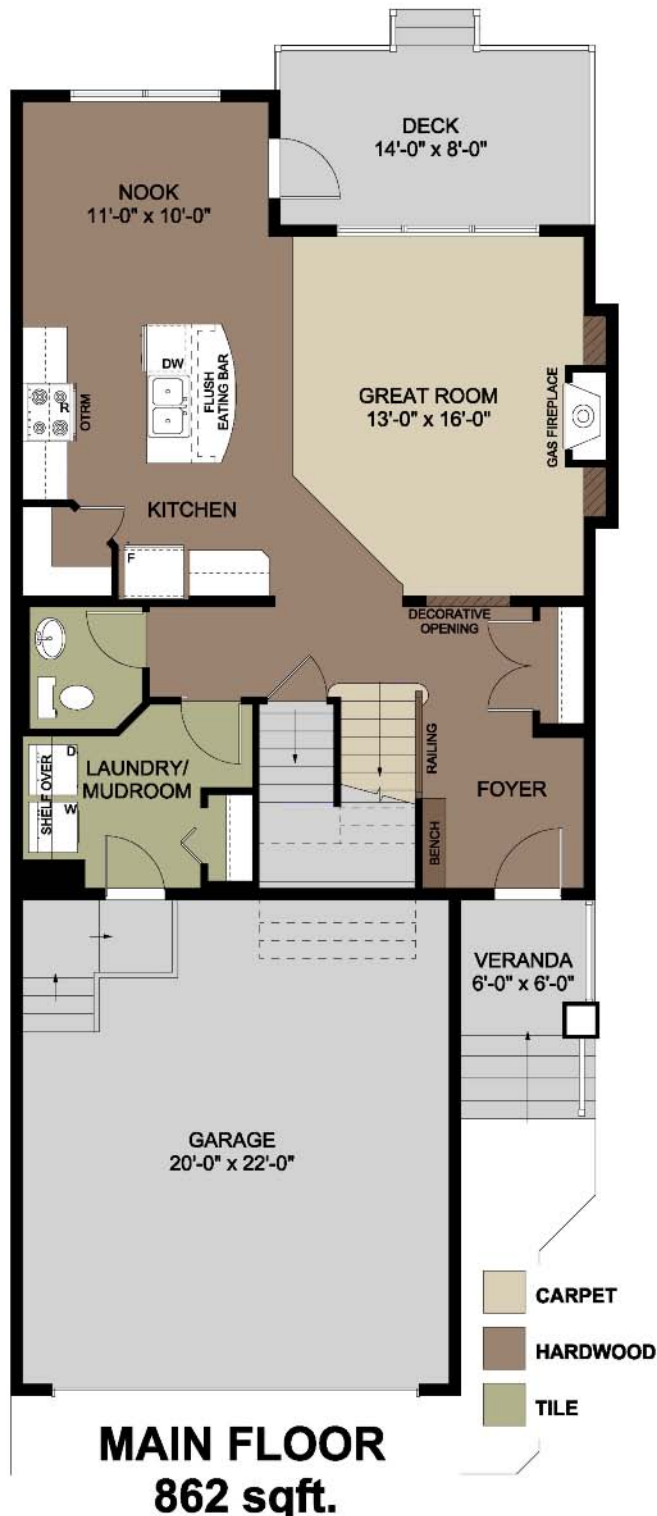 DECK
14'-0" x 8'-0"
NOOK
11'-0" x 10'-0"
DW
FLUSH
EATING BAR
R
OTRM
GREAT ROOM
13'-0" x 16'-0"
GAS FIREPLACE
KITCHEN
F
DECORATIVE
OPENING
D
SHELF OVER
W
LAUNDRY/
MUDROOM
RAILING
FOYER
BENCH
VERANDA
6'-0" x 6'-0"
GARAGE
20'-0" x 22'-0"
CARPET
HARDWOOD
TILE
MAIN FLOOR
862 sqft.